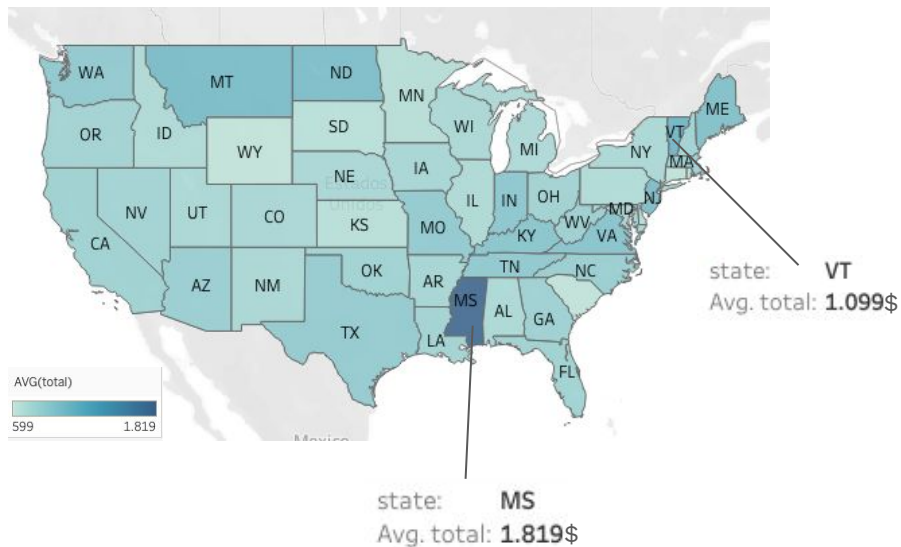 WA
MT
ND
MN
ME
VT
OR
ID
SD
WI
MI
NY
MA
WY
NE
IA
IL
IN
OH
NJ
Estados
Unidos
NV
UT
CO
KS
MO
KY
WV
MD
VA
CA
AZ
NM
OK
AR
TN
NC
MS
AL
GA
TX
LA
FL
state: VT
Avg. total: 1.099$
AVG(total)
599 1.819
México
state: MS
Avg. total: 1.819$